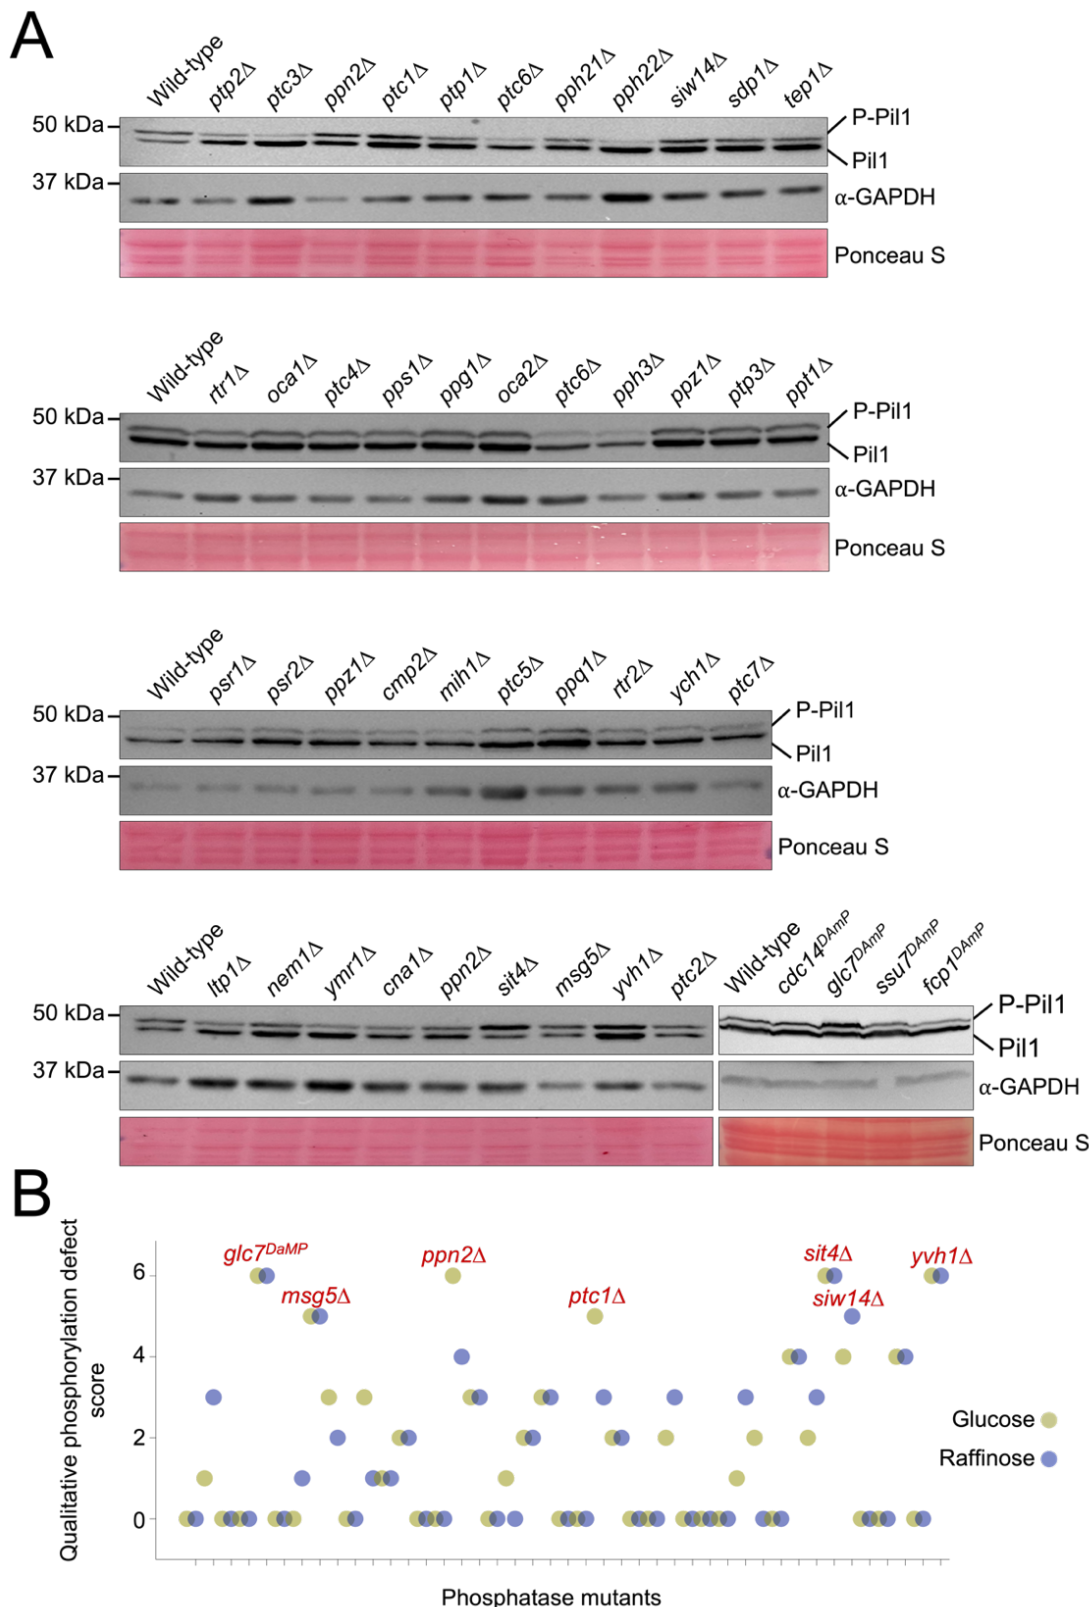 A
Wild-type ptp2Δ ptc3Δ ppn2Δ ptc1Δ ptp1Δ ptc6Δ pph21Δ pph22Δ siw14Δ sdp1Δ tep1Δ
50 kDa
P-Pil1
Pil1
37 kDa
α-GAPDH
Ponceau S
Wild-type rtr1Δ oca1Δ ptc4Δ pps1Δ ppg1Δ oca2Δ ptc6Δ pph3Δ ppz1Δ ptp3Δ ppt1Δ
50 kDa
P-Pil1
Pil1
37 kDa
α-GAPDH
Ponceau S
Wild-type psr1Δ psr2Δ ppz1Δ cmp2Δ mih1Δ ptc5Δ ppq1Δ rtr2Δ ych1Δ ptc7Δ
50 kDa
P-Pil1
Pil1
37 kDa
α-GAPDH
Ponceau S
Wild-type ltp1Δ nem1Δ ymr1Δ cna1Δ ppn2Δ sit4Δ msg5Δ yvh1Δ ptc2Δ Wild-type cdc14DAmP glc7DAmP ssu7DAmP fcp1DAmP
50 kDa
P-Pil1
Pil1
37 kDa
α-GAPDH
Ponceau S
B
Qualitative phosphorylation defect
score
6
4
2
0
glc7DaMP
msg5Δ
ppn2Δ
ptc1Δ
sit4Δ
siw14Δ
yvh1Δ
Glucose
Raffinose
Phosphatase mutants